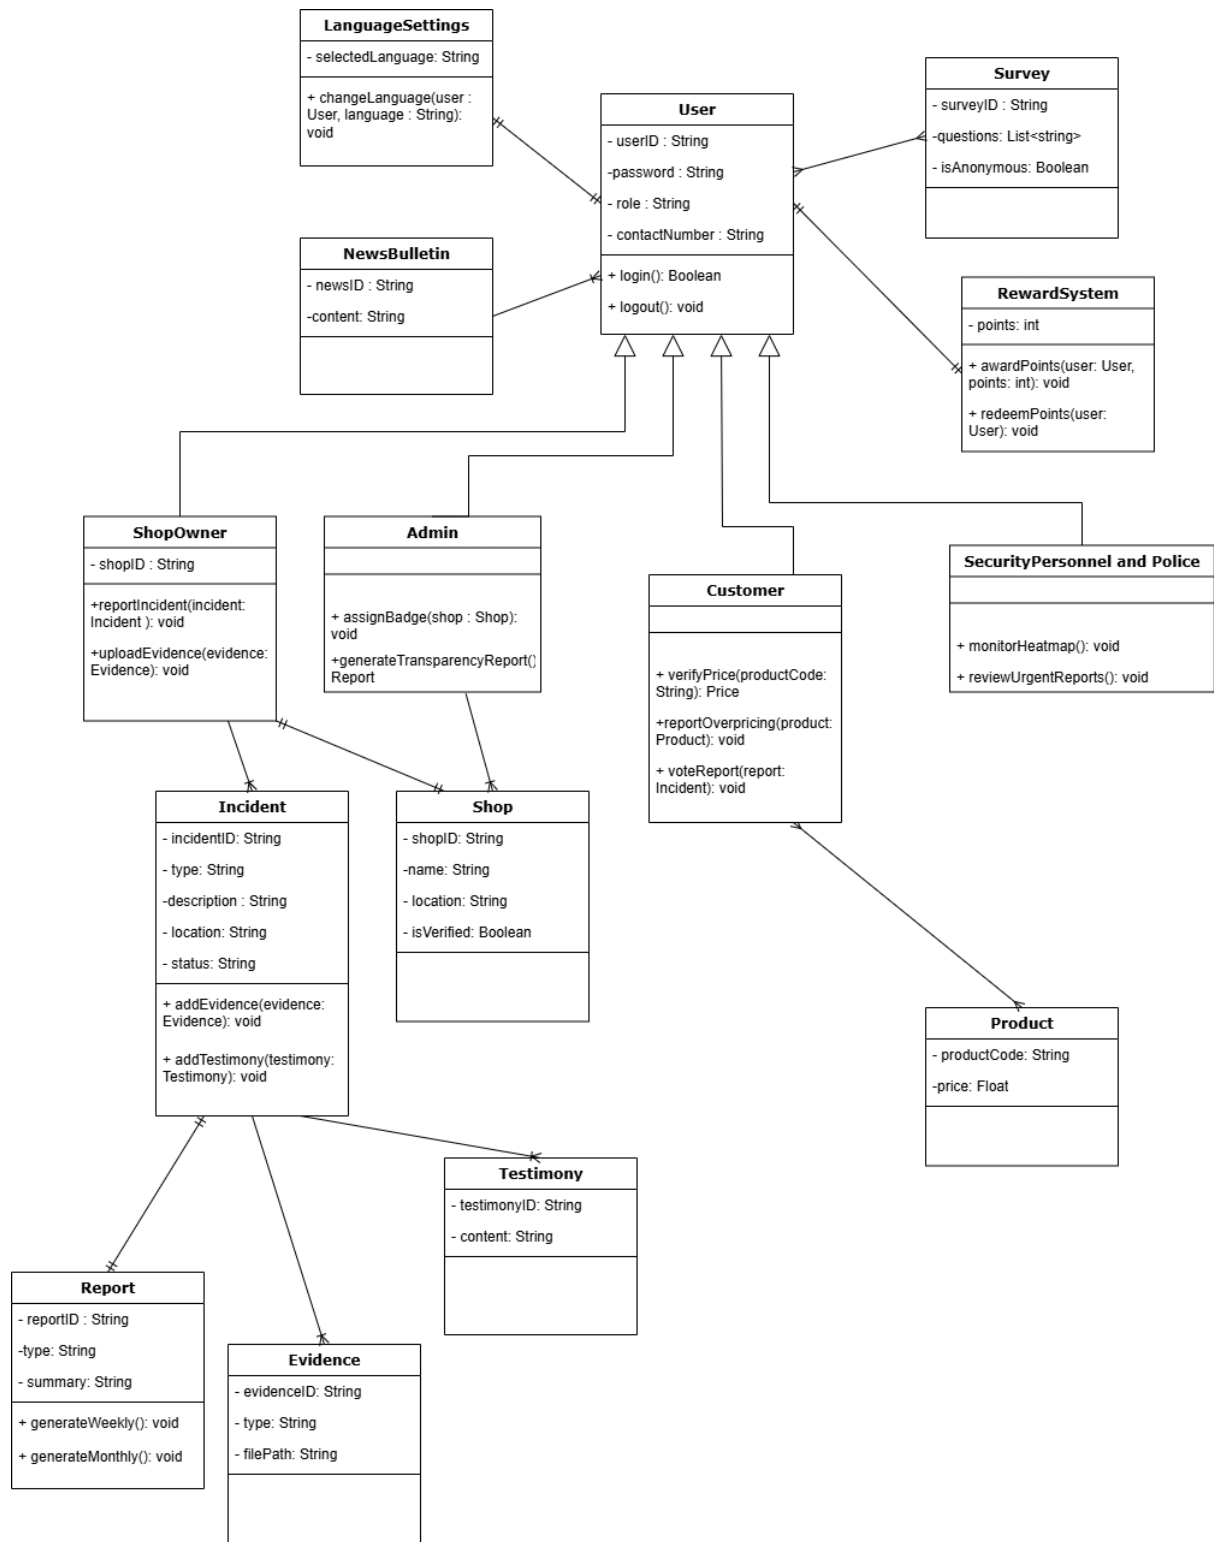 LanguageSettings
- selectedLanguage: String
+ changeLanguage(user :
User, language : String):
void
User
- userID : String
-password : String
- role : String
- contactNumber : String
+ login(): Boolean
+ logout(): void
Survey
- surveyID : String
-questions: List<string>
- isAnonymous: Boolean
NewsBulletin
- newsID : String
-content: String
RewardSystem
- points: int
+ awardPoints(user: User,
points: int): void
+ redeemPoints(user:
User): void
ShopOwner
- shopID : String
+reportIncident(incident:
Incident ): void
+uploadEvidence(evidence:
Evidence): void
Admin
+ assignBadge(shop : Shop):
void
+generateTransparencyReport()
Report
Customer
+ verifyPrice(productCode:
String): Price
+reportOverpricing(product:
Product): void
+ voteReport(report:
Incident): void
SecurityPersonnel and Police
+ monitorHeatmap(): void
+ reviewUrgentReports(): void
Incident
- incidentID: String
- type: String
-description : String
- location: String
- status: String
+ addEvidence(evidence:
Evidence): void
+ addTestimony(testimony:
Testimony): void
Shop
- shopID: String
-name: String
- location: String
- isVerified: Boolean
Product
- productCode: String
-price: Float
Testimony
- testimonyID: String
- content: String
Report
- reportID : String
-type: String
- summary: String
+ generateWeekly(): void
+ generateMonthly(): void
Evidence
- evidenceID: String
- type: String
- filePath: String